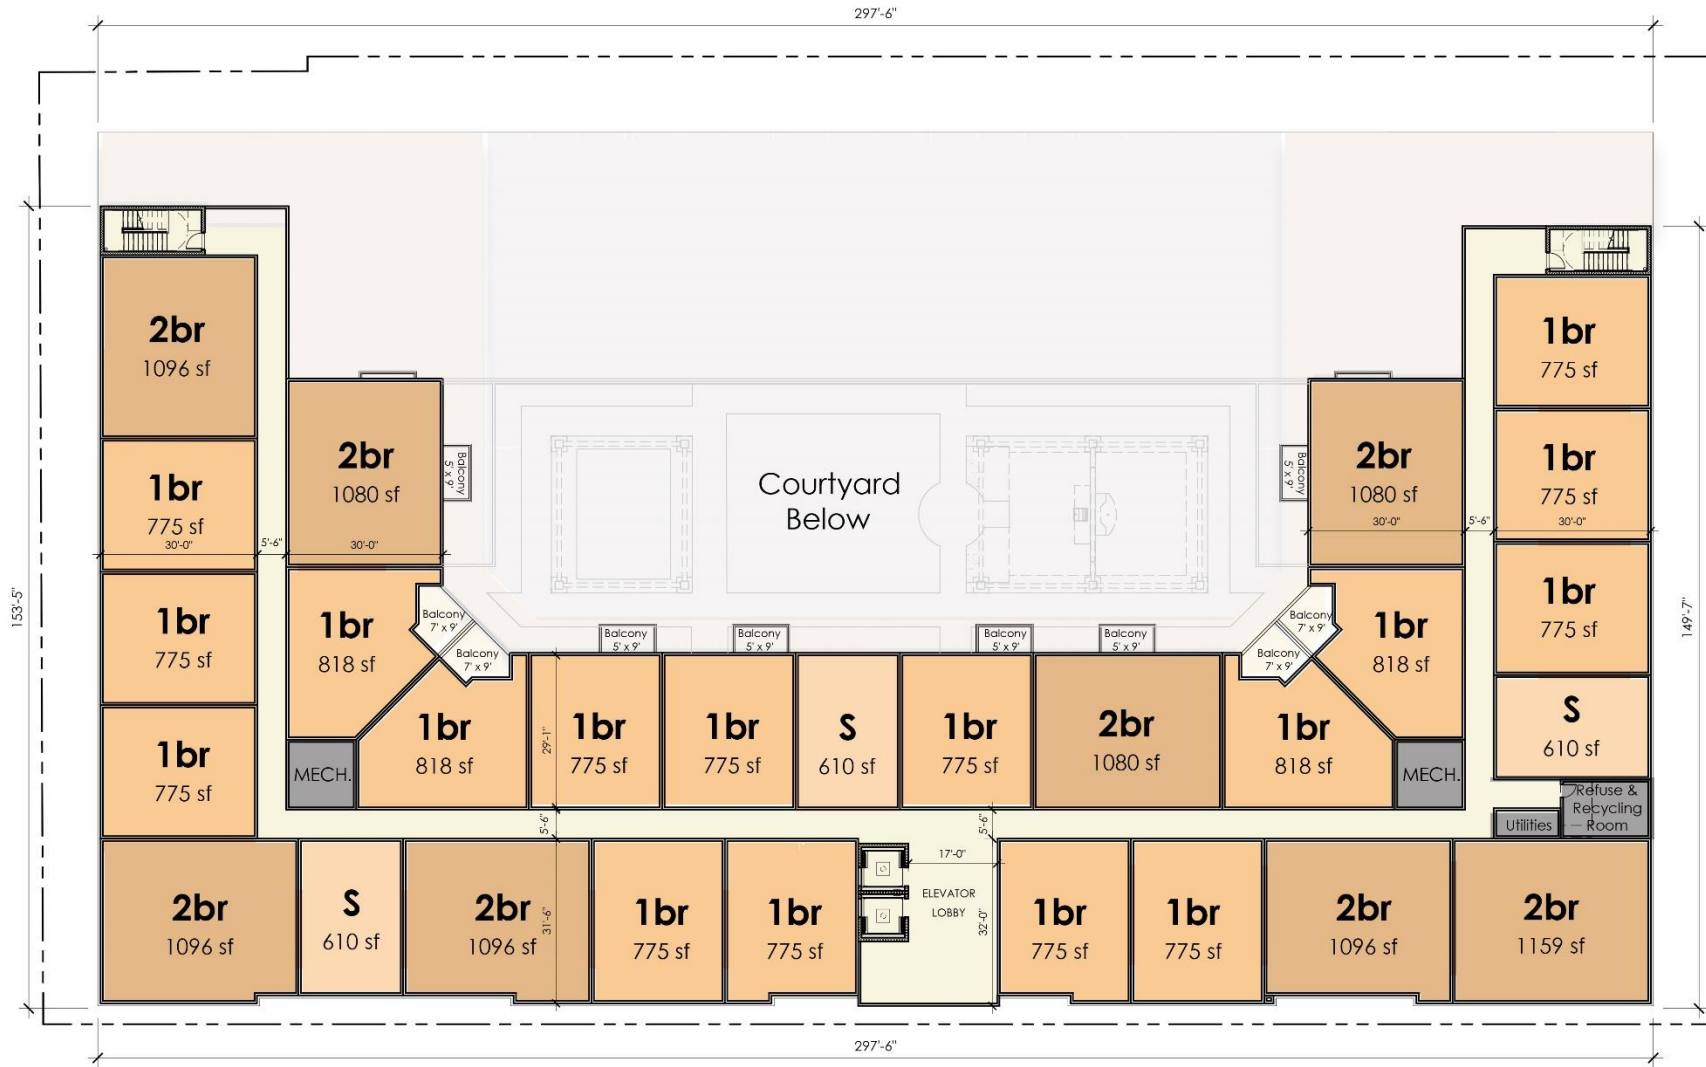 297'-6"
2br
1096 sf
1br
775 sf
30'-0"
5'-6"
30'-0"
1br
775 sf
1br
775 sf
153'-5"
2br
1080 sf
Balcony
5' x 9'
1br
818 sf
Balcony
7' x 9'
Balcony
7' x 9'
MECH.
1br
818 sf
Courtyard
Below
Balcony
5' x 9'
Balcony
5' x 9'
Balcony
5' x 9'
Balcony
5' x 9'
29'-1"
1br
775 sf
1br
775 sf
S
610 sf
1br
775 sf
2br
1080 sf
1br
818 sf
Balcony
7' x 9'
Balcony
7' x 9'
1br
818 sf
MECH.
Balcony
5' x 9'
2br
1080 sf
30'-0"
5'-6"
30'-0"
1br
775 sf
1br
775 sf
1br
775 sf
S
610 sf
149'-7"
Refuse &
Recycling
Room
Utilities
5'-6"
5'-6"
2br
1096 sf
S
610 sf
2br
1096 sf
31'-6"
1br
775 sf
1br
775 sf
17'-0"
ELEVATOR
LOBBY
32'-0"
1br
775 sf
1br
775 sf
2br
1096 sf
2br
1159 sf
297'-6"